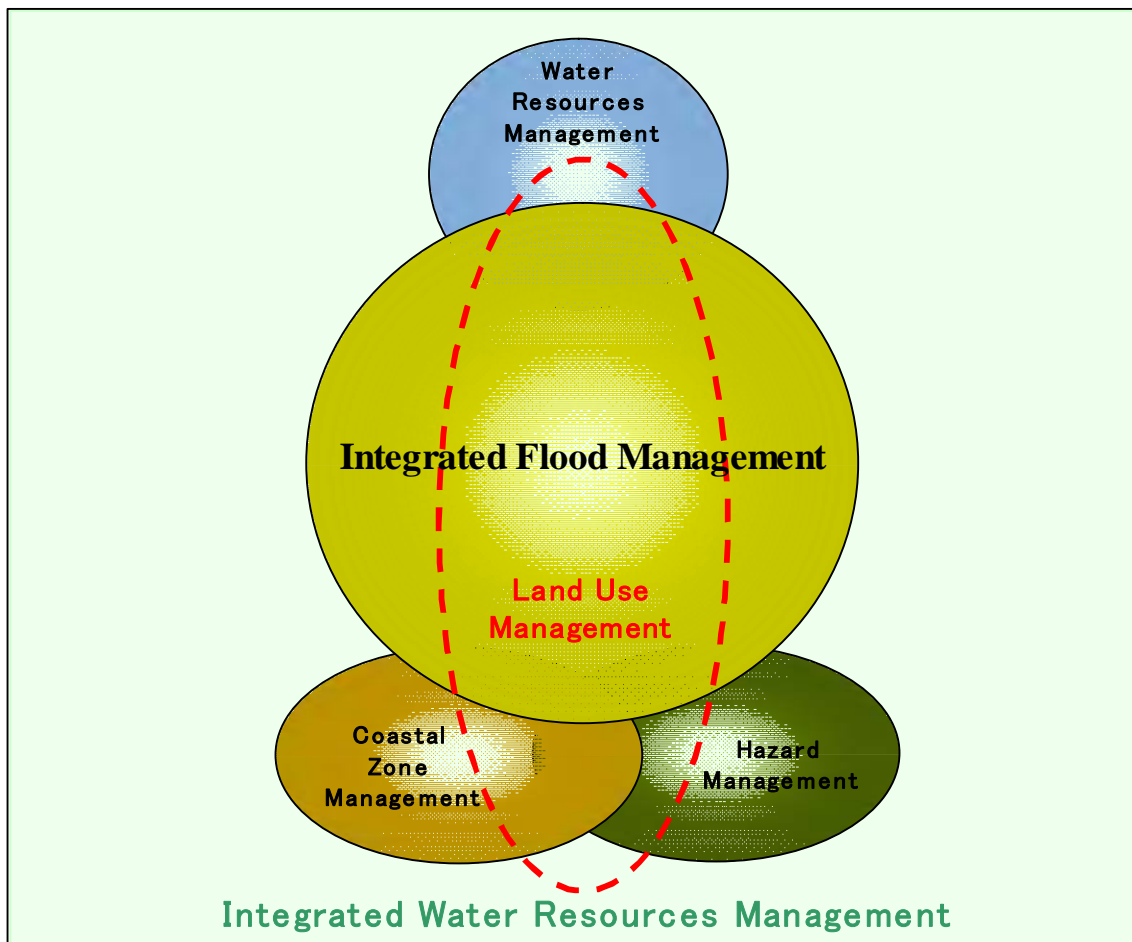 Water
Resources
Management
Integrated Flood Management
Land Use
Management
Coastal
Zone
Management
Hazard
Management
Integrated Water Resources Management